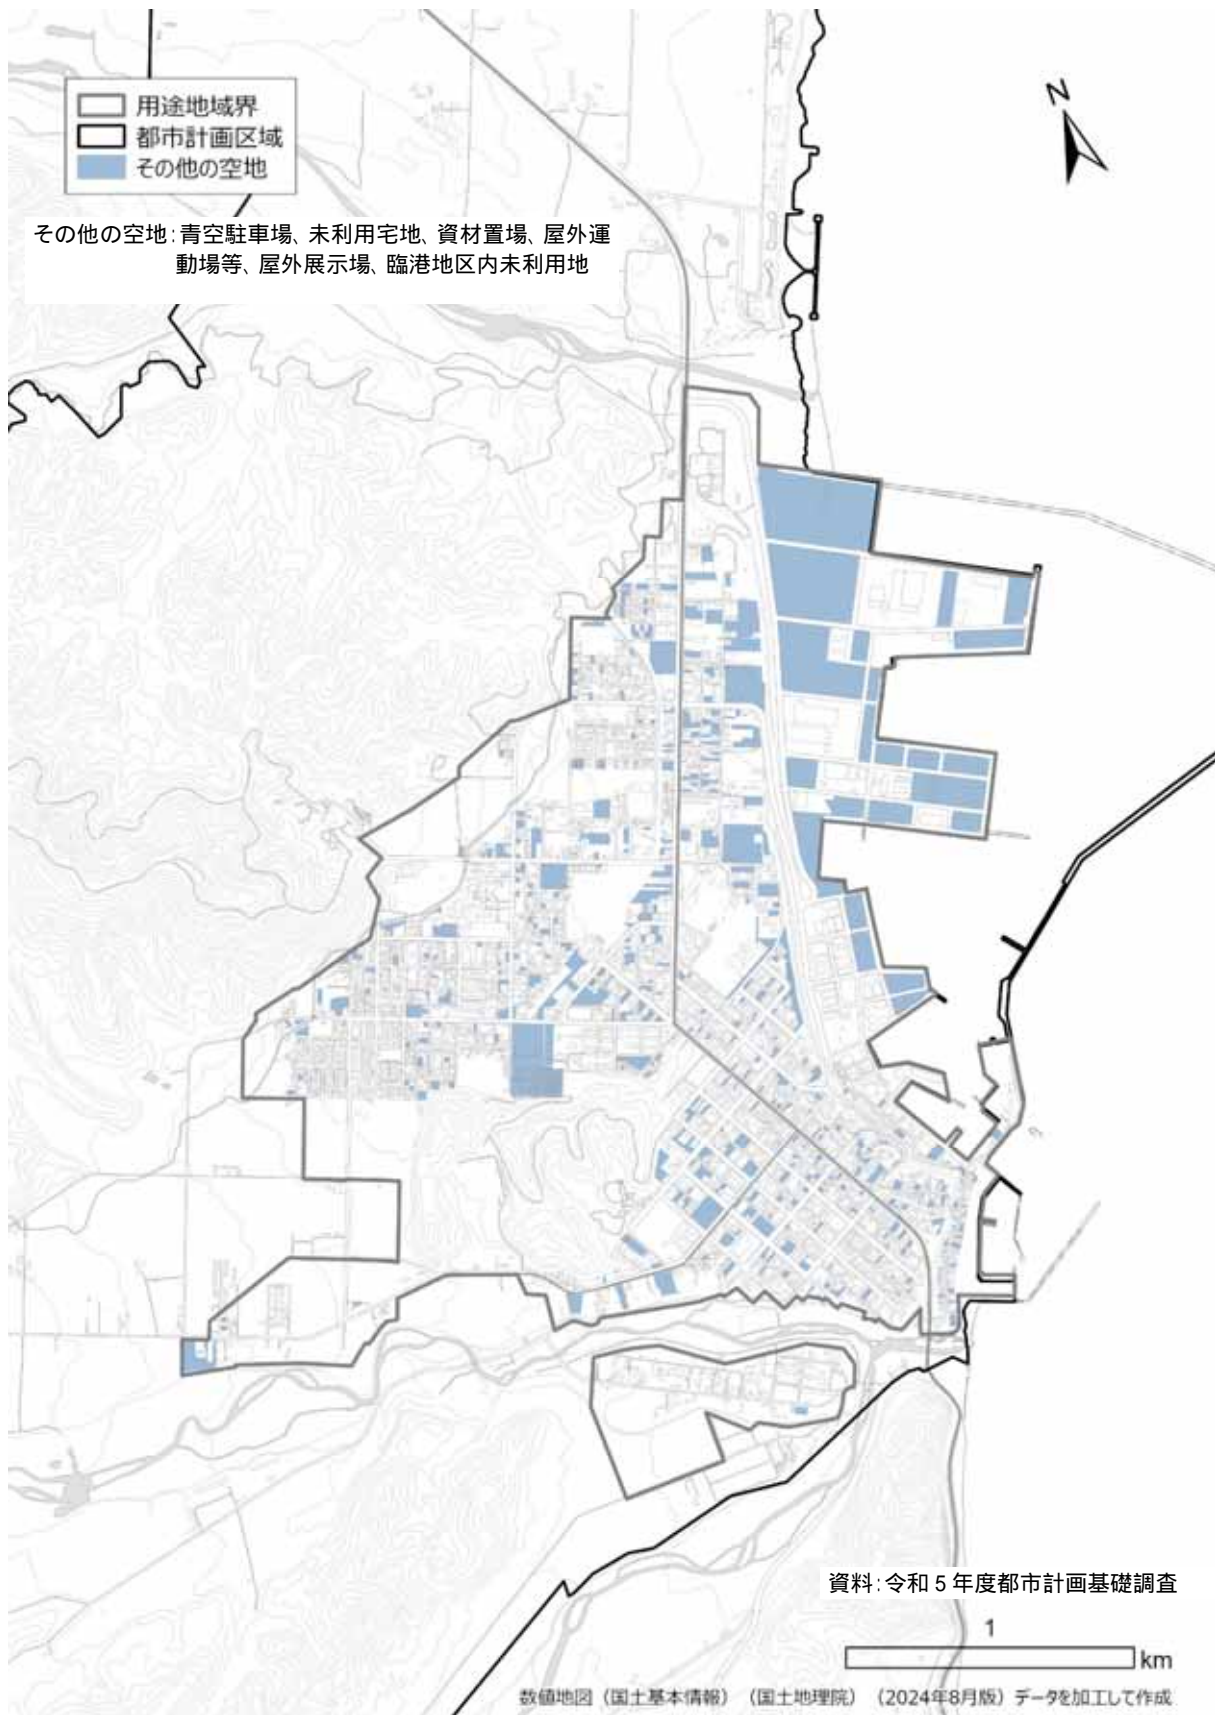 用途地域界
都市計画区域
その他の空地
その他の空地：青空駐車場、未利用宅地、資材置場、屋外運
動場等、屋外展示場、臨港地区内未利用地
N
資料：令和５年度都市計画基礎調査
1
km
数値地図（国土基本情報）（国土地理院）（2024年8月版）データを加工して作成